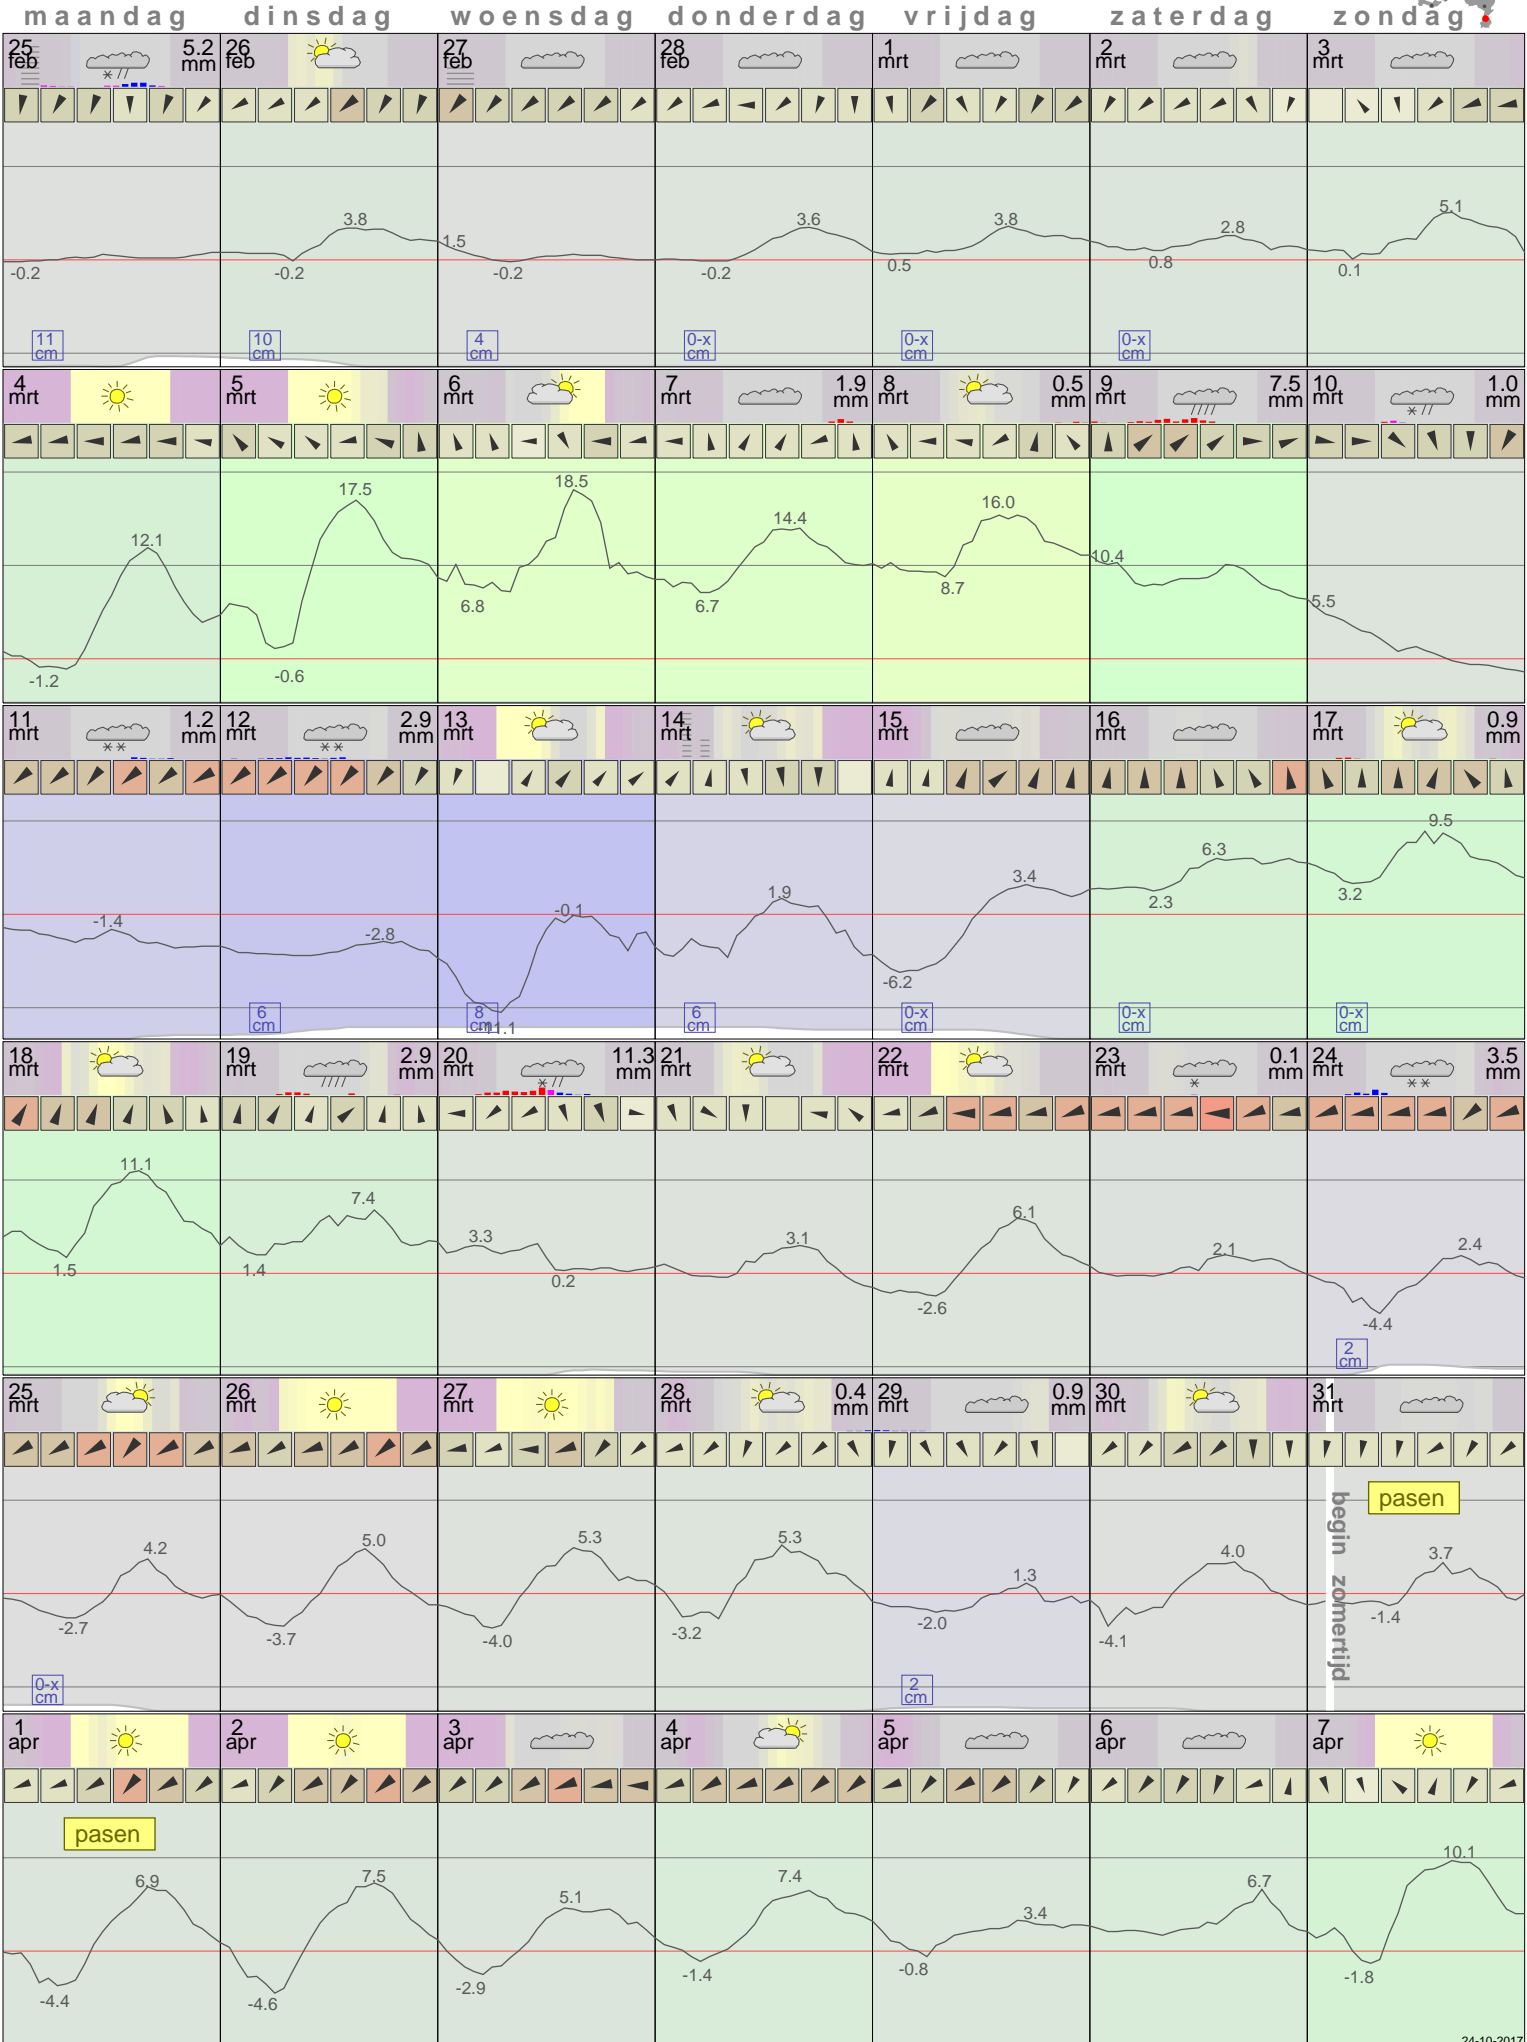 maandag dinsdag woensdag donderdag vrijdag zaterdag zondag
25 feb 5.2 mm 26 feb 27 feb 28 feb 1 mrt 2 mrt 3 mrt
3.8 1.5 3.6 3.8 2.8 5.1
-0.2 -0.2 -0.2 -0.2 0.5 0.8 0.1
11 cm 10 cm 4 cm 0-x cm 0-x cm 0-x cm
4 mrt 5 mrt 6 mrt 7 mrt 1.9 mm 8 mrt 0.5 mm 9 mrt 7.5 mm 10 mrt 1.0 mm
12.1 17.5 18.5 14.4 16.0 10.4 5.5
-1.2 -0.6 6.8 6.7 8.7
11 mrt 1.2 mm 12 mrt 2.9 mm 13 mrt 14 mrt 15 mrt 16 mrt 17 mrt 0.9 mm
-1.4 -2.8 -0.1 1.9 3.4 6.3 9.5
-11.1 -6.2 2.3 3.2
6 cm 8 cm 6 cm 0-x cm 0-x cm 0-x cm
18 mrt 19 mrt 2.9 mm 20 mrt 11.3 mm 21 mrt 22 mrt 23 mrt 0.1 mm 24 mrt 3.5 mm
11.1 7.4 3.3 3.1 6.1 2.1 2.4
1.5 1.4 0.2 -2.6 -4.4
2 cm
25 mrt 26 mrt 27 mrt 28 mrt 0.4 mm 29 mrt 0.9 mm 30 mrt 31 mrt
pasen
begin zomertijd
4.2 5.0 5.3 5.3 1.3 4.0 3.7
-2.7 -3.7 -4.0 -3.2 -2.0 -4.1 -1.4
0-x cm 2 cm
1 apr 2 apr 3 apr 4 apr 5 apr 6 apr 7 apr
pasen
6.9 7.5 5.1 7.4 3.4 6.7 10.1
-4.4 -4.6 -2.9 -1.4 -0.8 -1.8
24-10-2017